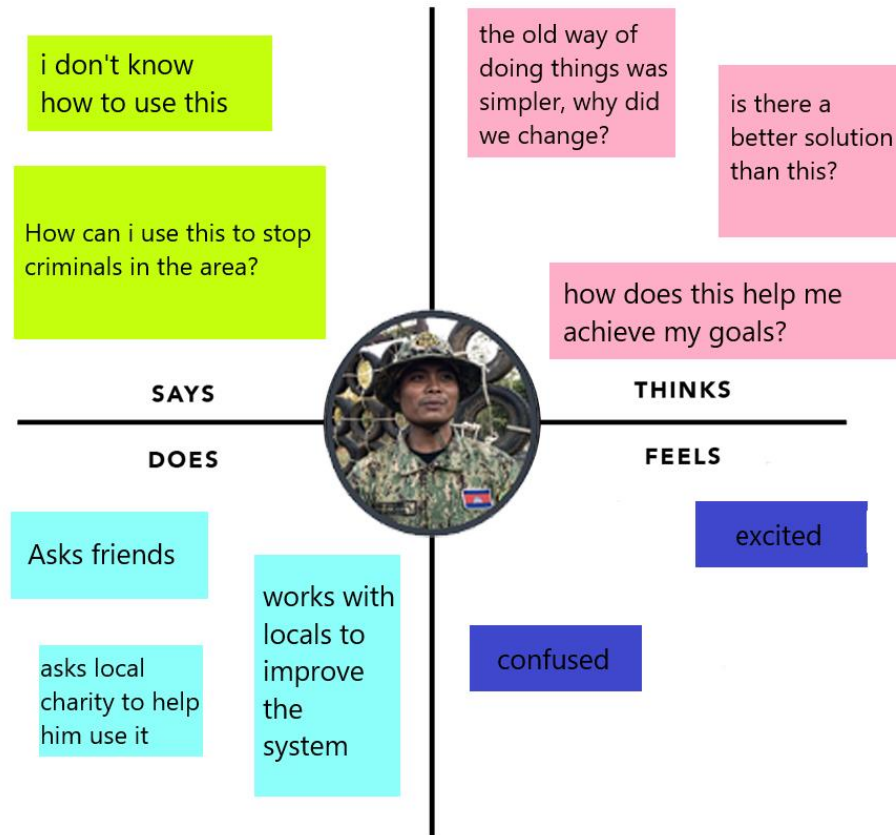 i don't know
how to use this
How can i use this to stop
criminals in the area?
SAYS
the old way of
doing things was
simpler, why did
we change?
is there a
better solution
than this?
how does this help me
achieve my goals?
THINKS
DOES
Asks friends
asks local
charity to help
him use it
works with
locals to
improve
the
system
FEELS
excited
confused